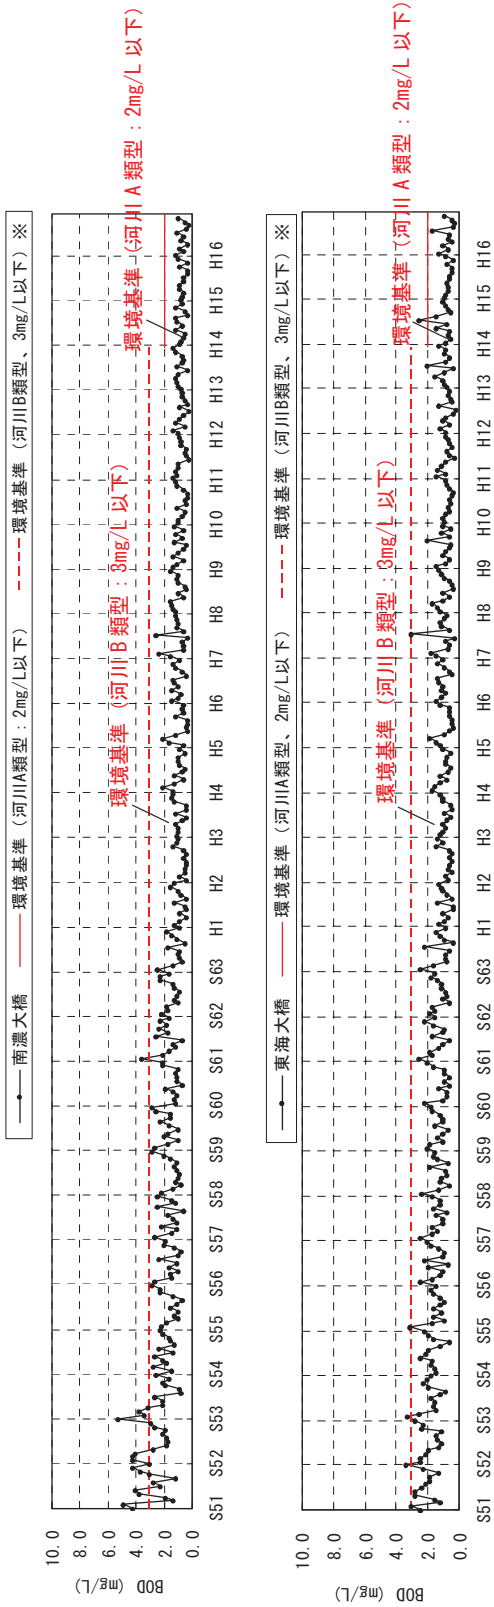 南濃大橋 環境基準（河川A類型：2mg/L以下） 環境基準（河川B類型、3mg/L以下）※
環境基準（河川A類型：2mg/L 以下）
環境基準（河川B類型：3mg/L 以下）
BOD (mg/L)
10.0
8.0
6.0
4.0
2.0
0.0
S51 S52 S53 S54 S55 S56 S57 S58 S59 S60 S61 S62 S63 H1 H2 H3 H4 H5 H6 H7 H8 H9 H10 H11 H12 H13 H14 H15 H16
東海大橋 環境基準（河川A類型、2mg/L以下） 環境基準（河川B類型、3mg/L以下）※
環境基準（河川A類型：2mg/L 以下）
環境基準（河川B類型：3mg/L 以下）
BOD (mg/L)
10.0
8.0
6.0
4.0
2.0
0.0
S51 S52 S53 S54 S55 S56 S57 S58 S59 S60 S61 S62 S63 H1 H2 H3 H4 H5 H6 H7 H8 H9 H10 H11 H12 H13 H14 H15 H16